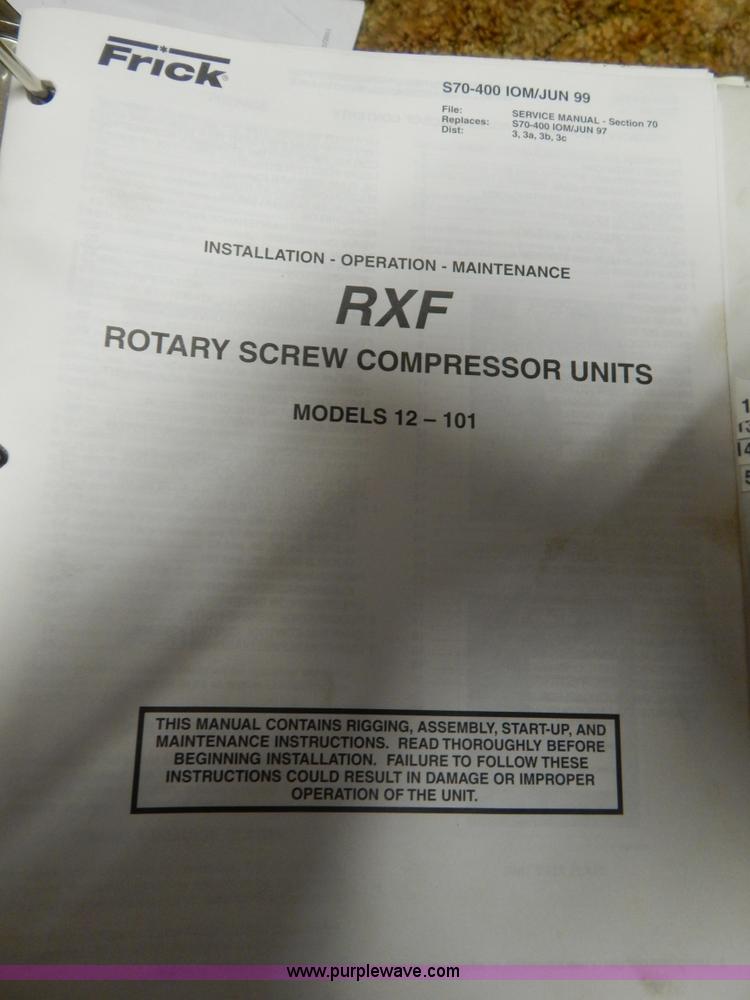 Frick
S70-400 IOM/JUN 99
File: SERVICE MANUAL - Section 70
Replaces: S70-400 IOM/JUN 97
Dist: 3, 3a, 3b, 3c
INSTALLATION - OPERATION - MAINTENANCE
RXF
ROTARY SCREW COMPRESSOR UNITS
MODELS 12 – 101
THIS MANUAL CONTAINS RIGGING, ASSEMBLY, START-UP, AND
MAINTENANCE INSTRUCTIONS. READ THOROUGHLY BEFORE
BEGINNING INSTALLATION. FAILURE TO FOLLOW THESE
INSTRUCTIONS COULD RESULT IN DAMAGE OR IMPROPER
OPERATION OF THE UNIT.
www.purplewave.com